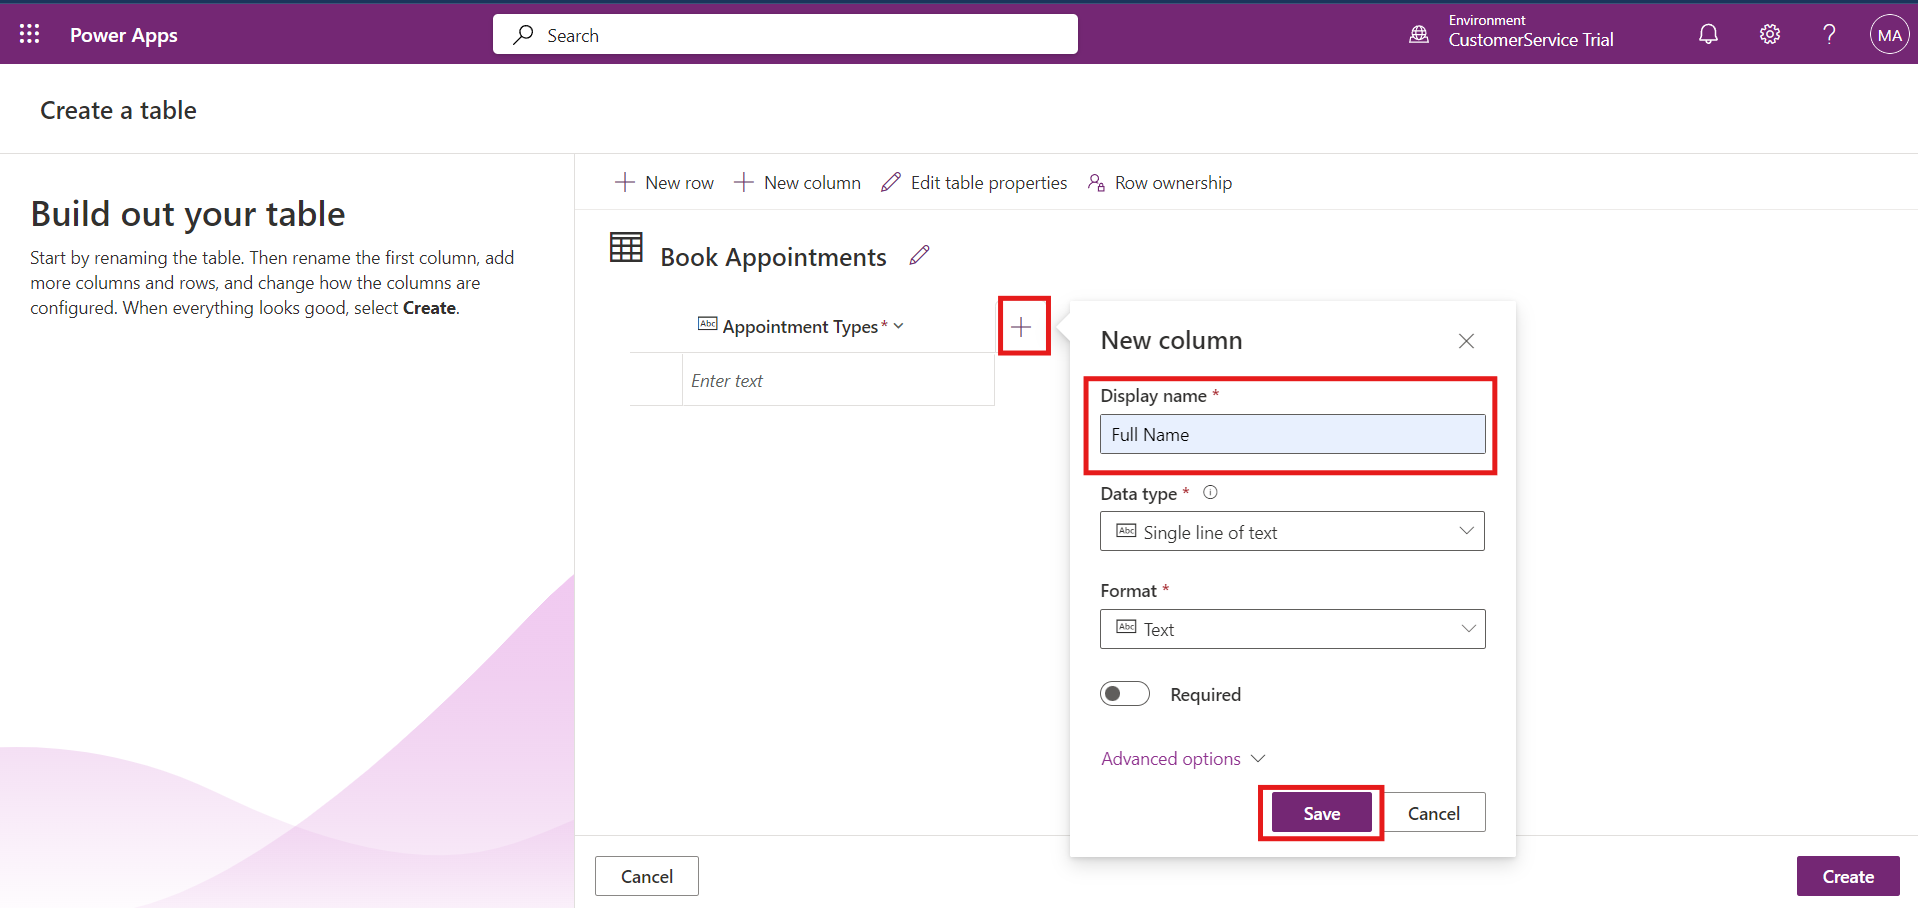 Power Apps
Search
Environment
CustomerService Trial
?
MA
Create a table
Build out your table
Start by renaming the table. Then rename the first column, add
more columns and rows, and change how the columns are
configured. When everything looks good, select Create.
New row
New column
Edit table properties
Row ownership
Book Appointments
Abc Appointment Types*
Enter text
New column
Display name *
Full Name
Data type *
Abc Single line of text
Format *
Abc Text
Required
Advanced options
Save
Cancel
Cancel
Create